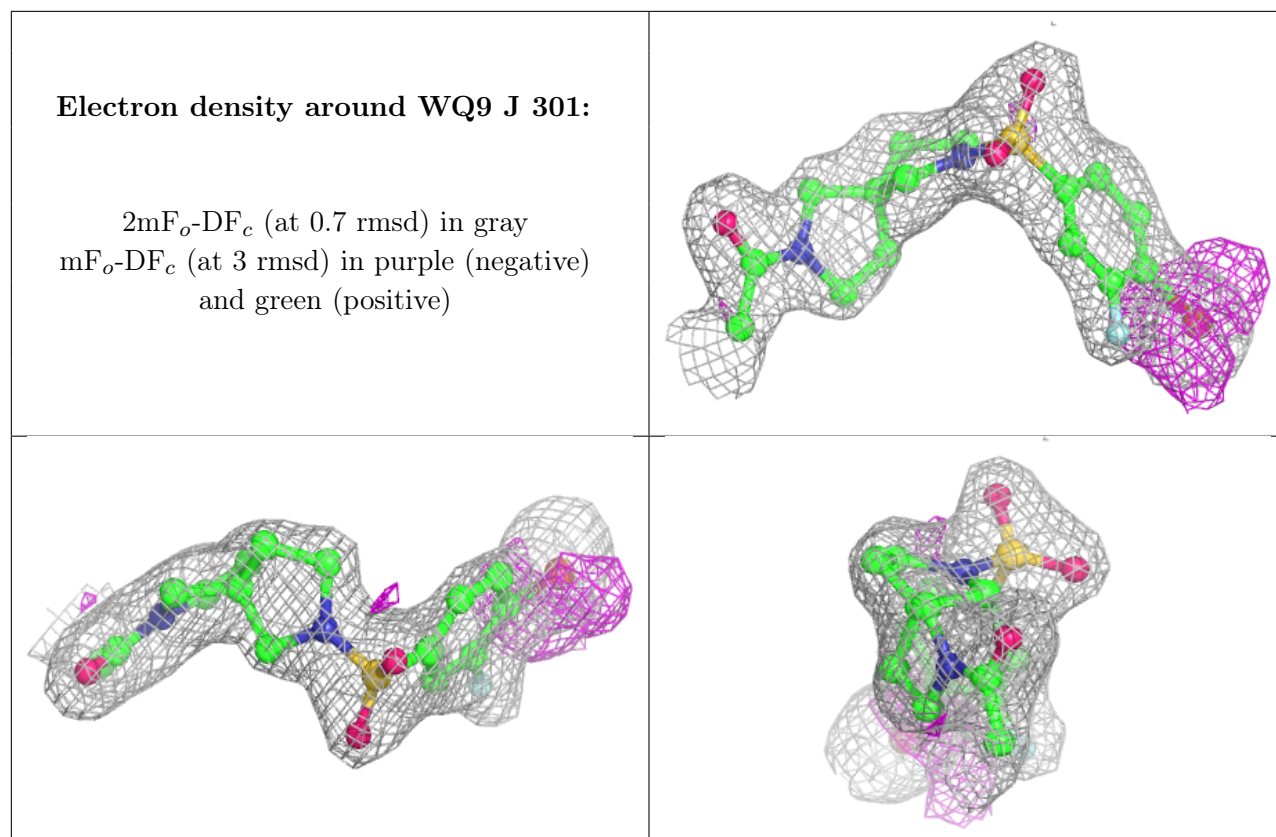 Electron density around WQ9 J 301:
2mFₒ-DF𝒸 (at 0.7 rmsd) in gray
mFₒ-DF𝒸 (at 3 rmsd) in purple (negative)
and green (positive)